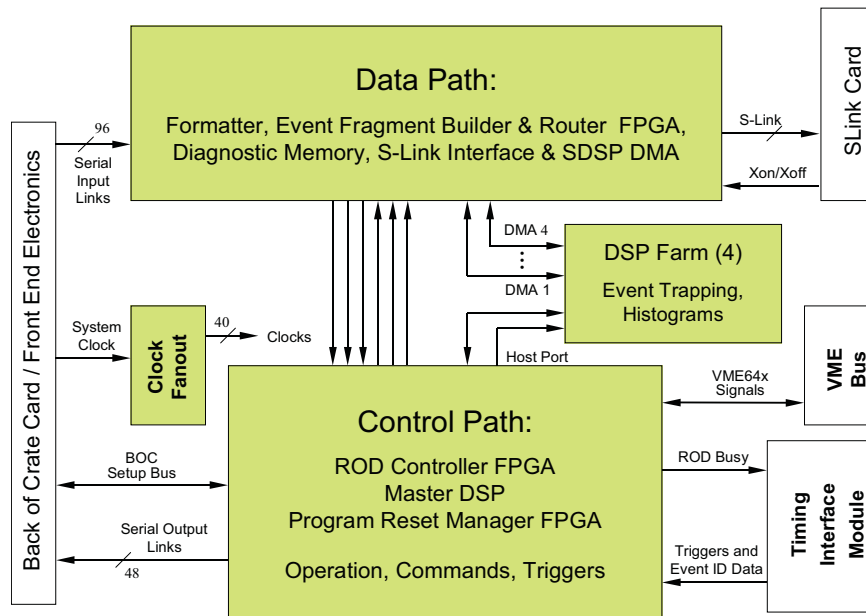 Data Path:
Formatter, Event Fragment Builder & Router FPGA,
Diagnostic Memory, S-Link Interface & SDSP DMA
SLink Card
S-Link
Xon/Xoff
Back of Crate Card / Front End Electronics
96
Serial
Input
Links
DMA 4
DMA 1
DSP Farm (4)
Event Trapping,
Histograms
System
Clock
Clock
Fanout
40
Clocks
Host Port
VME
Bus
VME64x
Signals
Control Path:
ROD Controller FPGA
Master DSP
Program Reset Manager FPGA
Operation, Commands, Triggers
BOC
Setup Bus
Serial Output
Links
48
ROD Busy
Triggers and
Event ID Data
Timing
Interface
Module